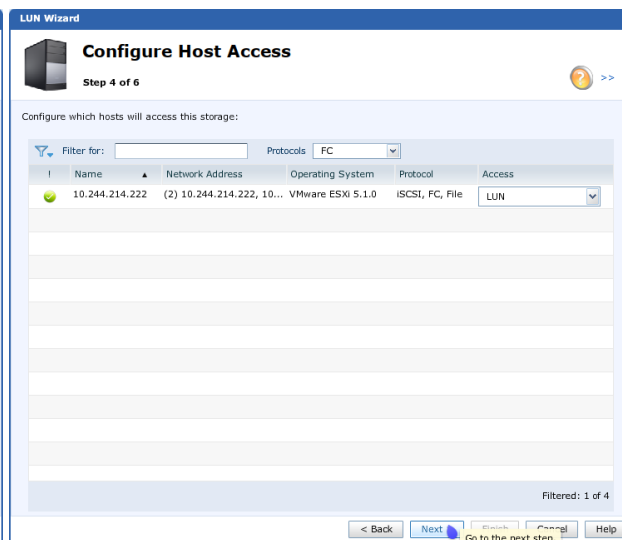 LUN Wizard
Configure Host Access
Step 4 of 6
>>
Configure which hosts will access this storage:
Filter for: Protocols FC
! Name Network Address Operating System Protocol Access
10.244.214.222 (2) 10.244.214.222, 10... VMware ESXi 5.1.0 iSCSI, FC, File LUN
Filtered: 1 of 4
< Back Next Finish Cancel Help
Go to the next step